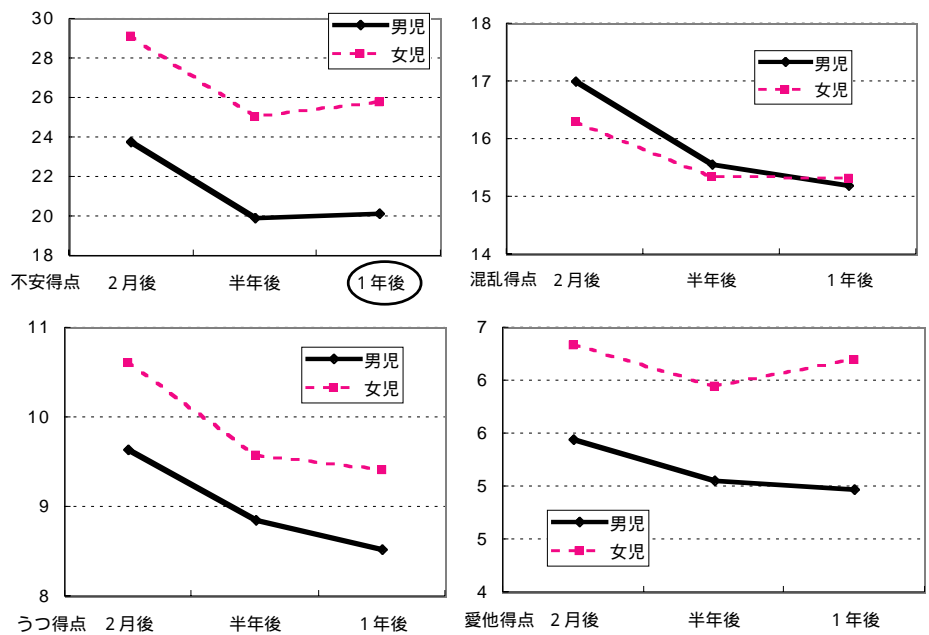 30
28
26
24
22
20
18
男児
女児
不安得点 2月後 半年後 1年後
18
17
16
15
14
男児
女児
混乱得点 2月後 半年後 1年後
11
10
9
8
男児
女児
うつ得点 2月後 半年後 1年後
7
6
6
5
5
4
男児
女児
愛他得点 2月後 半年後 1年後